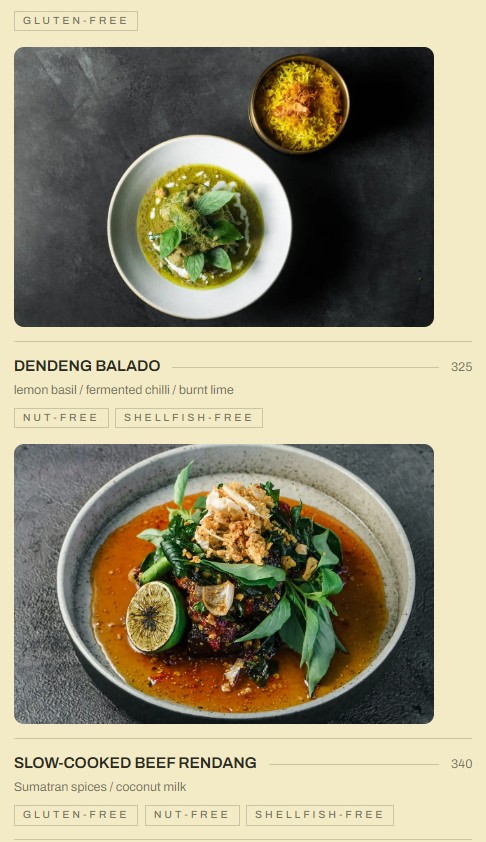 GLUTEN-FREE
DENDENG BALADO 325
lemon basil / fermented chilli / burnt lime
NUT-FREE SHELLFISH-FREE
SLOW-COOKED BEEF RENDANG 340
Sumatran spices / coconut milk
GLUTEN-FREE NUT-FREE SHELLFISH-FREE